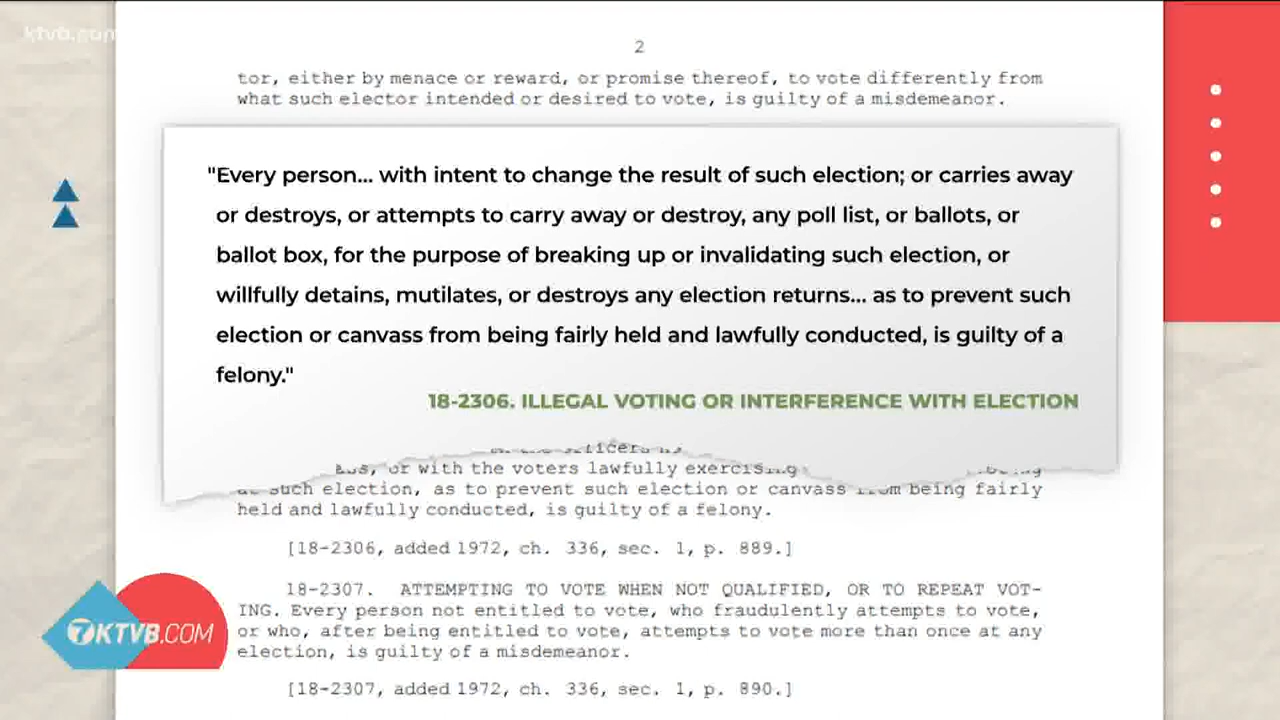 ktvb.com
2
tor, either by menace or reward, or promise thereof, to vote differently from
what such elector intended or desired to vote, is guilty of a misdemeanor.
"Every person... with intent to change the result of such election; or carries away
or destroys, or attempts to carry away or destroy, any poll list, or ballots, or
ballot box, for the purpose of breaking up or invalidating such election, or
willfully detains, mutilates, or destroys any election returns... as to prevent such
election or canvass from being fairly held and lawfully conducted, is guilty of a
felony."
18-2306. ILLEGAL VOTING OR INTERFERENCE WITH ELECTION
or with the voters lawfully exercising
such election, as to prevent such election or canvass from being fairly
held and lawfully conducted, is guilty of a felony.
[18-2306, added 1972, ch. 336, sec. 1, p. 889.]
18-2307. ATTEMPTING TO VOTE WHEN NOT QUALIFIED, OR TO REPEAT VOT-
ING. Every person not entitled to vote, who fraudulently attempts to vote,
or who, after being entitled to vote, attempts to vote more than once at any
election, is guilty of a misdemeanor.
[18-2307, added 1972, ch. 336, sec. 1, p. 890.]
7KTVB.COM